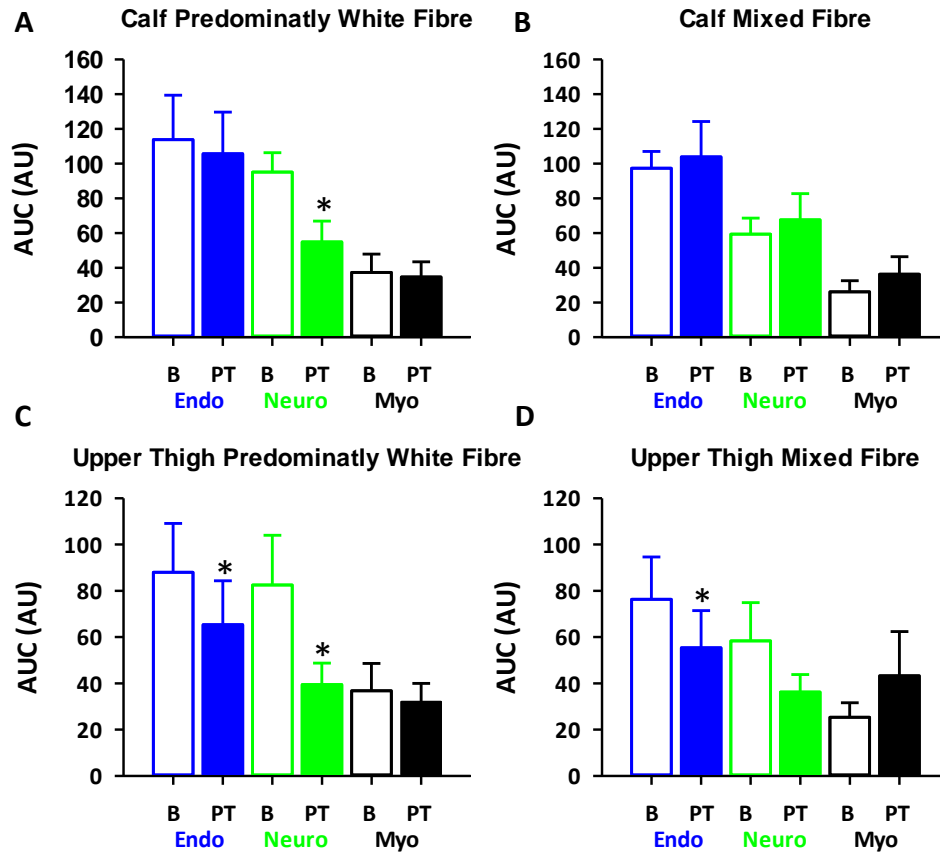 A Calf Predominatly White Fibre
AUC (AU)
160
140
120
100
80
60
40
20
0
*
B PT B PT B PT
Endo Neuro Myo
B Calf Mixed Fibre
AUC (AU)
160
140
120
100
80
60
40
20
0
B PT B PT B PT
Endo Neuro Myo
C
Upper Thigh Predominatly White Fibre
AUC (AU)
120
100
80
60
40
20
0
*
*
B PT B PT B PT
Endo Neuro Myo
D
Upper Thigh Mixed Fibre
AUC (AU)
120
100
80
60
40
20
0
*
B PT B PT B PT
Endo Neuro Myo